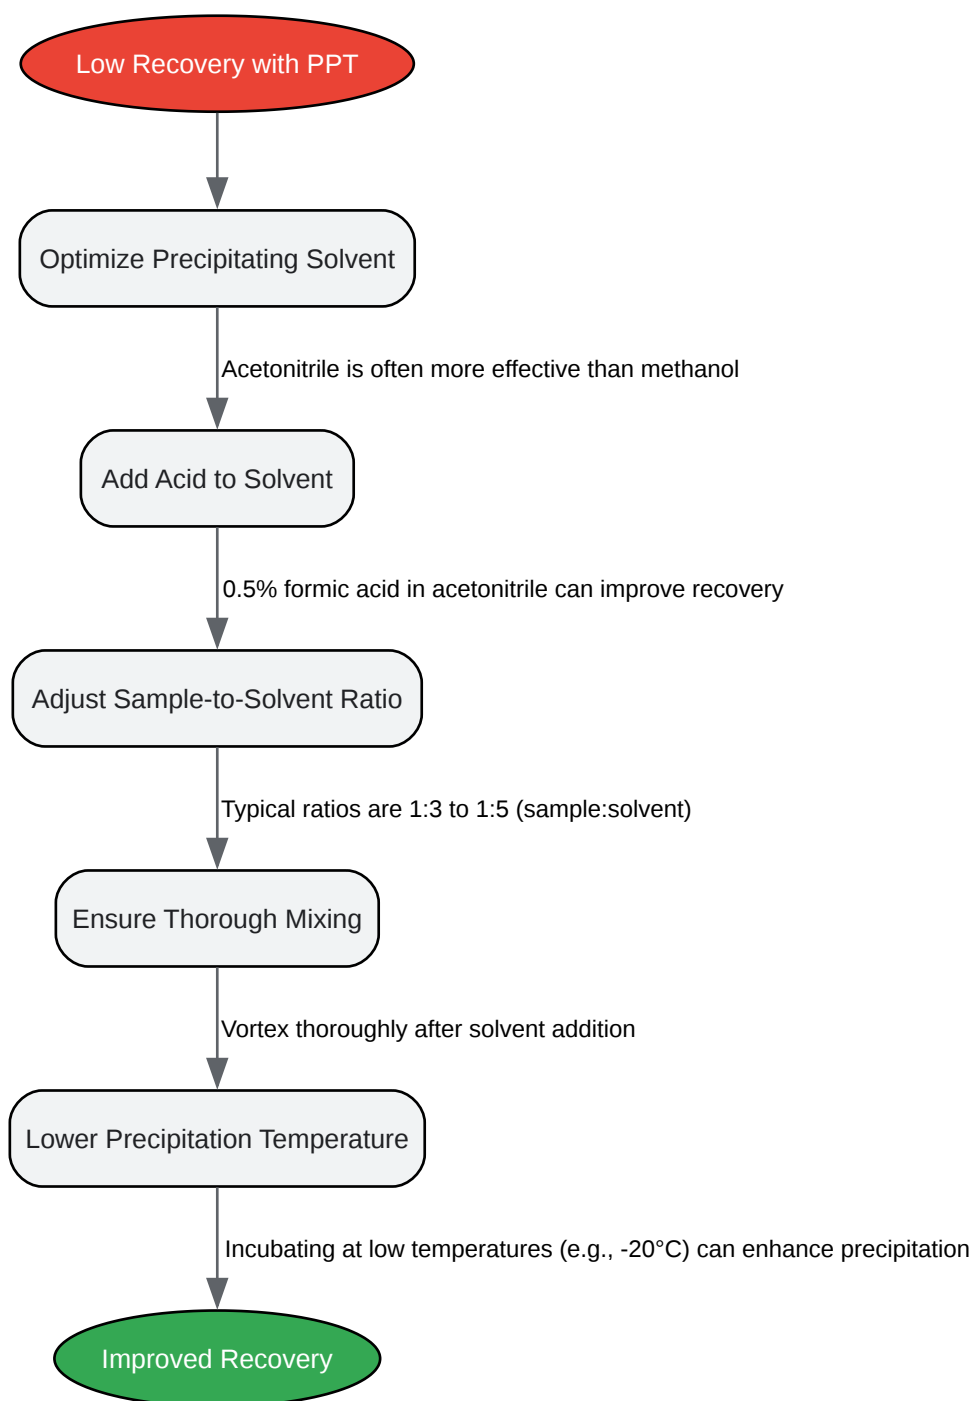 Low Recovery with PPT
Optimize Precipitating Solvent
Acetonitrile is often more effective than methanol
Add Acid to Solvent
0.5% formic acid in acetonitrile can improve recovery
Adjust Sample-to-Solvent Ratio
Typical ratios are 1:3 to 1:5 (sample:solvent)
Ensure Thorough Mixing
Vortex thoroughly after solvent addition
Lower Precipitation Temperature
Incubating at low temperatures (e.g., -20°C) can enhance precipitation
Improved Recovery